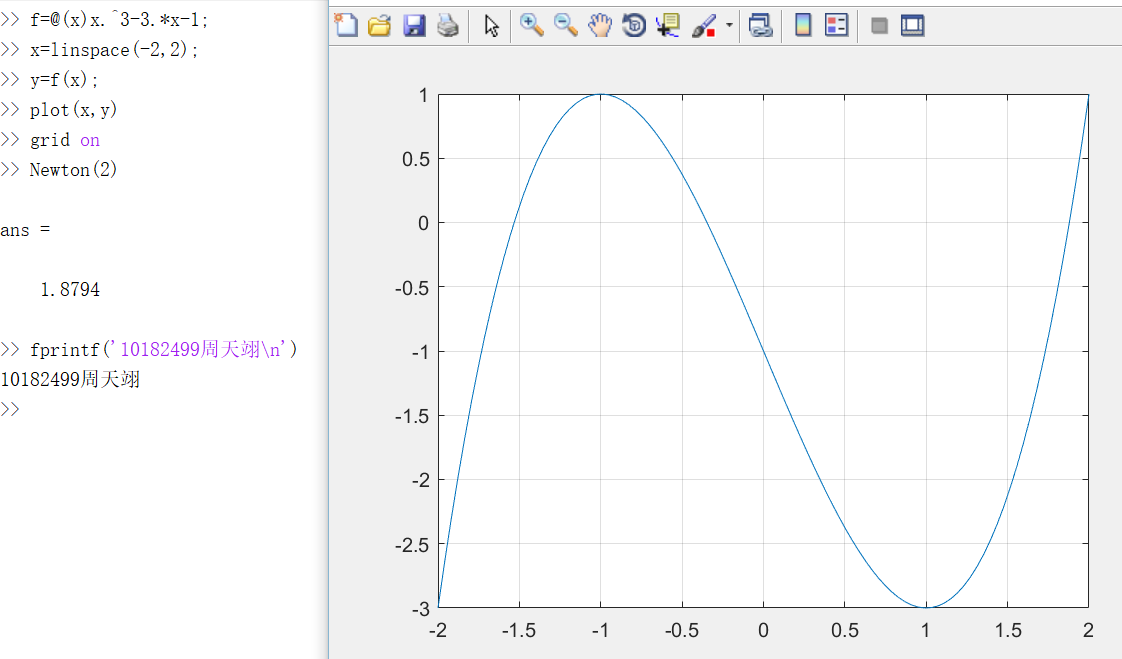 >> f=@(x)x.^3-3.*x-1;
>> x=linspace(-2,2);
>> y=f(x);
>> plot(x,y)
>> grid on
>> Newton(2)
ans =
1.8794
>> fprintf('10182499周天翊\n')
10182499周天翊
>>
1
0.5
0
-0.5
-1
-1.5
-2
-2.5
-3
-2 -1.5 -1 -0.5 0 0.5 1 1.5 2